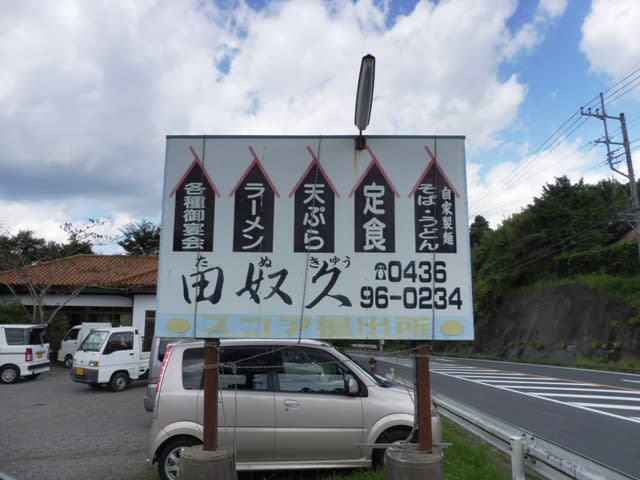 各種御宴会
ラーメン
天ぷら
定食
自家製麺
そば・うどん
たぬきゅう
田奴久
☎0436
96-0234
スコア提出所